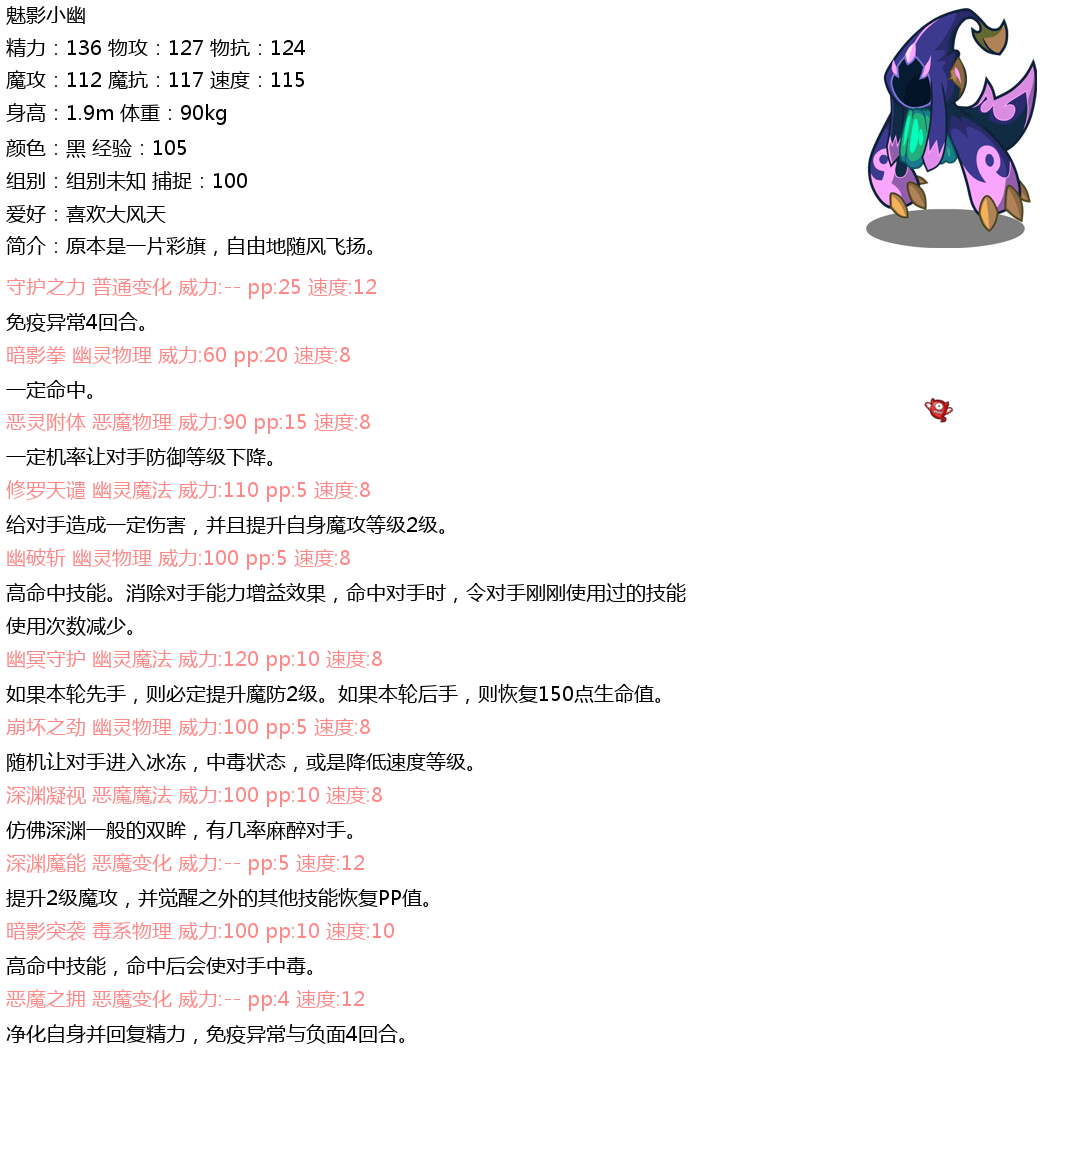 魅影小幽
精力：136 物攻：127 物抗：124
魔攻：112 魔抗：117 速度：115
身高：1.9m 体重：90kg
颜色：黑 经验：105
组别：组别未知 捕捉：100
爱好：喜欢大风天
简介：原本是一片彩旗，自由地随风飞扬。
守护之力 普通变化 威力:-- pp:25 速度:12
免疫异常4回合。
暗影拳 幽灵物理 威力:60 pp:20 速度:8
一定命中。
恶灵附体 恶魔物理 威力:90 pp:15 速度:8
一定机率让对手防御等级下降。
修罗天谴 幽灵魔法 威力:110 pp:5 速度:8
给对手造成一定伤害，并且提升自身魔攻等级2级。
幽破斩 幽灵物理 威力:100 pp:5 速度:8
高命中技能。消除对手能力增益效果，命中对手时，令对手刚刚使用过的技能
使用次数减少。
幽冥守护 幽灵魔法 威力:120 pp:10 速度:8
如果本轮先手，则必定提升魔防2级。如果本轮后手，则恢复150点生命值。
崩坏之劲 幽灵物理 威力:100 pp:5 速度:8
随机让对手进入冰冻，中毒状态，或是降低速度等级。
深渊凝视 恶魔魔法 威力:100 pp:10 速度:8
仿佛深渊一般的双眸，有几率麻醉对手。
深渊魔能 恶魔变化 威力:-- pp:5 速度:12
提升2级魔攻，并觉醒之外的其他技能恢复PP值。
暗影突袭 毒系物理 威力:100 pp:10 速度:10
高命中技能，命中后会使对手中毒。
恶魔之拥 恶魔变化 威力:-- pp:4 速度:12
净化自身并回复精力，免疫异常与负面4回合。